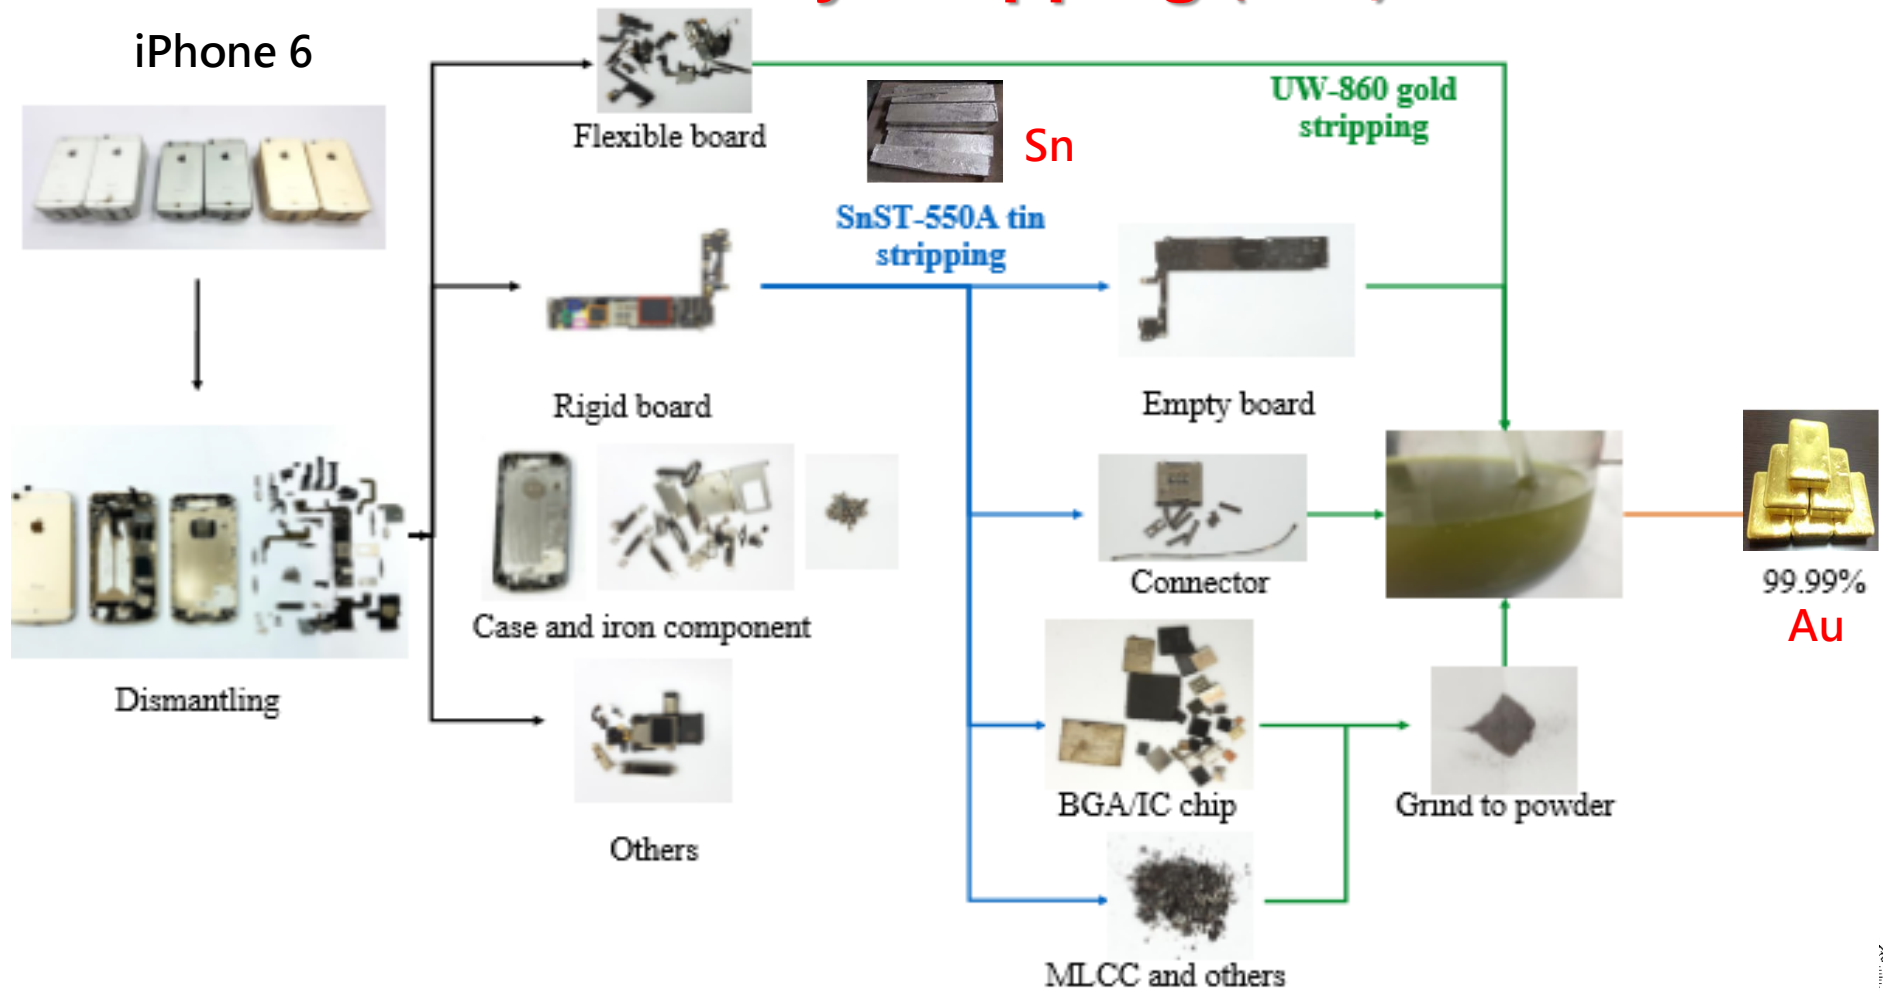 iPhone 6
Flexible board
Sn
UW-860 gold
stripping
SnST-550A tin
stripping
Rigid board
Empty board
Case and iron component
Connector
99.99%
Au
Dismantling
BGA/IC chip
Grind to powder
Others
MLCC and others